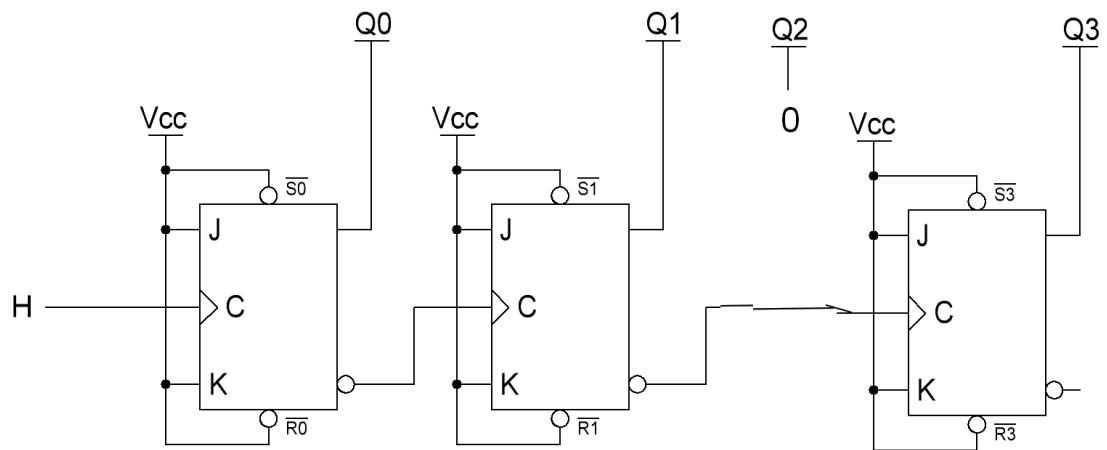 Q0 Q1 Q2 Q3
Vcc Vcc 0 Vcc
S0 S1 S3
J J J
H C C C
K K K
R0 R1 R3